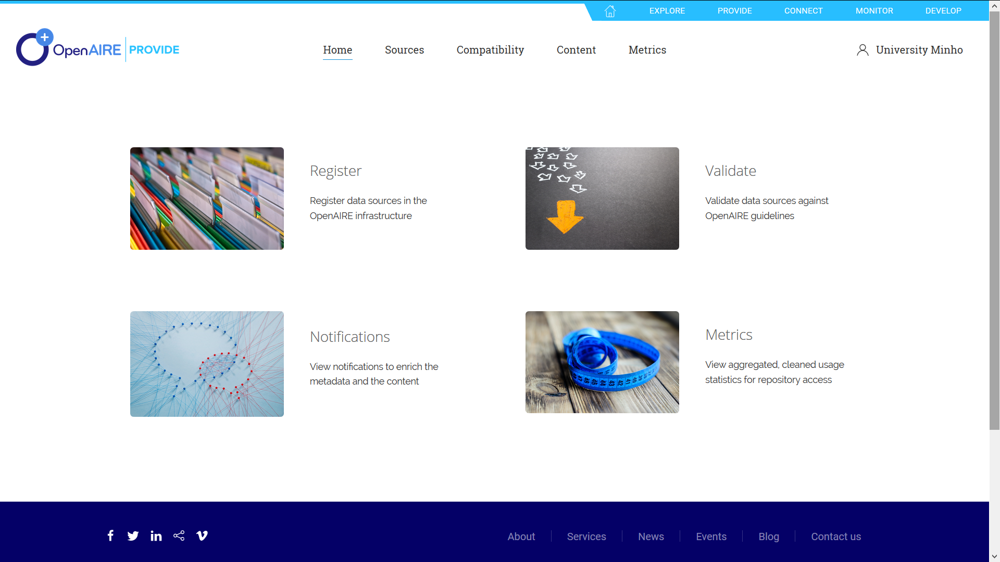 EXPLORE PROVIDE CONNECT MONITOR DEVELOP
OpenAIRE PROVIDE
Home Sources Compatibility Content Metrics
University Minho
Register
Register data sources in the
OpenAIRE infrastructure
Validate
Validate data sources against
OpenAIRE guidelines
Notifications
View notifications to enrich the
metadata and the content
Metrics
View aggregated, cleaned usage
statistics for repository access
About Services News Events Blog Contact us